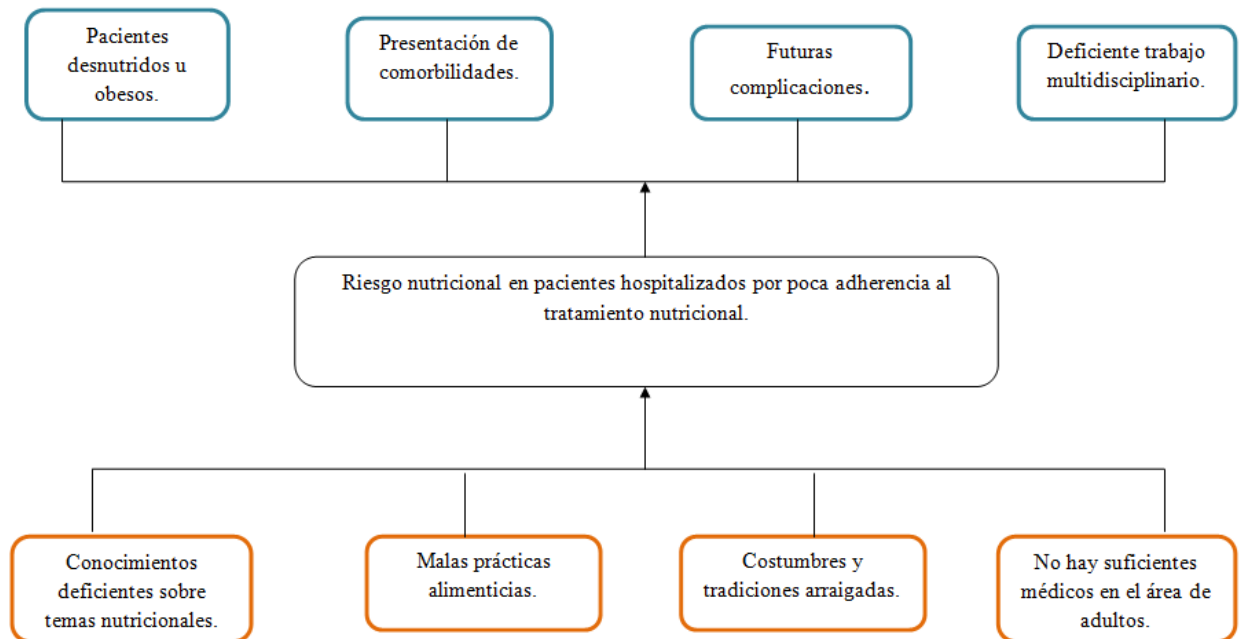 Pacientes
desnutridos u
obesos.
Presentación de
comorbilidades.
Futuras
complicaciones.
Deficiente trabajo
multidisciplinario.
Riesgo nutricional en pacientes hospitalizados por poca adherencia al
tratamiento nutricional.
Conocimientos
deficientes sobre
temas nutricionales.
Malas prácticas
alimenticias.
Costumbres y
tradiciones arraigadas.
No hay suficientes
médicos en el área de
adultos.